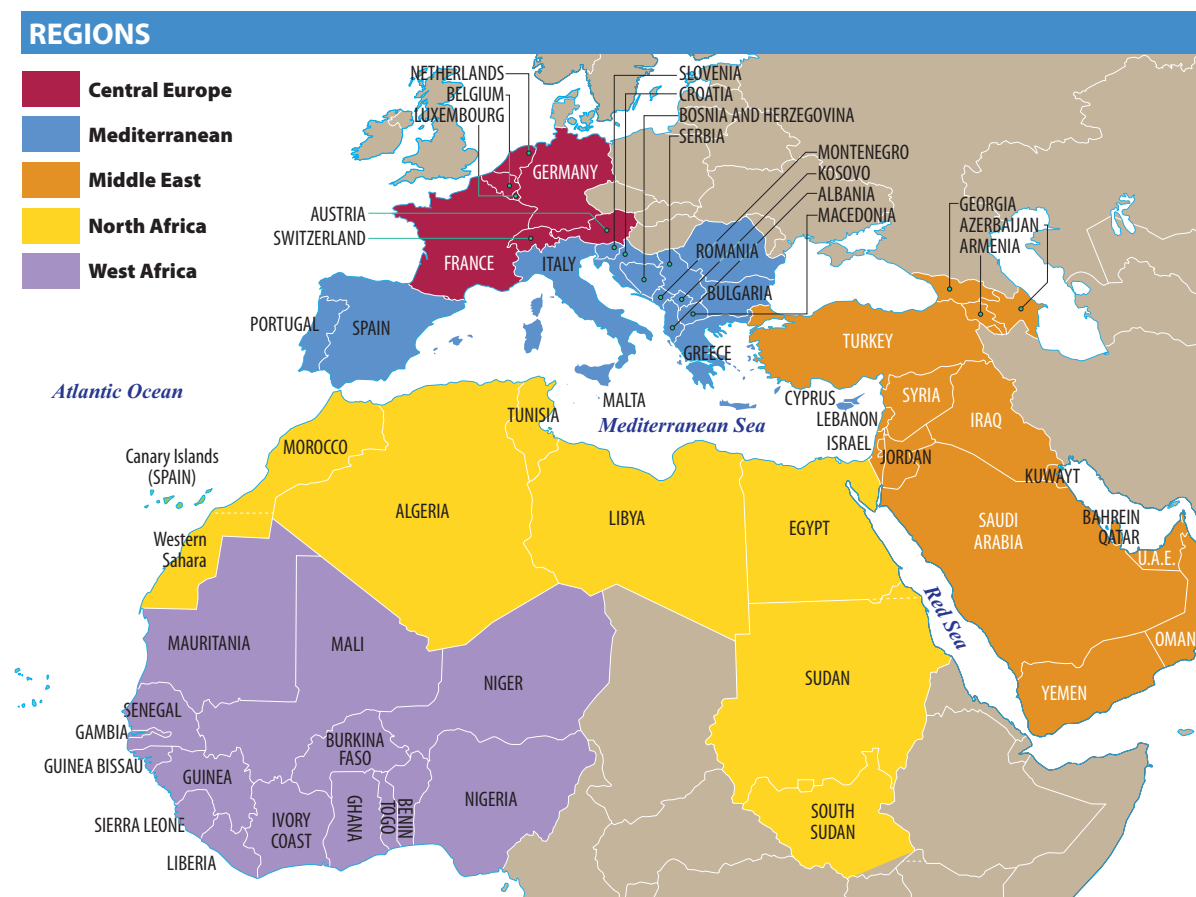 REGIONS
Central Europe
Mediterranean
Middle East
North Africa
West Africa
NETHERLANDS
BELGIUM
LUXEMBOURG
SLOVENIA
CROATIA
BOSNIA AND HERZEGOVINA
SERBIA
MONTENEGRO
KOSOVO
ALBANIA
MACEDONIA
GEORGIA
AZERBAIJAN
ARMENIA
GERMANY
AUSTRIA
SWITZERLAND
FRANCE
ITALY
ROMANIA
BULGARIA
PORTUGAL
SPAIN
GREECE
TURKEY
Atlantic Ocean
MALTA
Mediterranean Sea
CYPRUS
LEBANON
ISRAEL
SYRIA
IRAQ
JORDAN
KUWAYT
TUNISIA
MOROCCO
Canary Islands
(SPAIN)
ALGERIA
LIBYA
EGYPT
SAUDI
ARABIA
BAHREIN
QATAR
U.A.E.
Western
Sahara
Red Sea
OMAN
YEMEN
MAURITANIA
MALI
NIGER
SUDAN
SENEGAL
GAMBIA
GUINEA BISSAU
GUINEA
BURKINA
FASO
SIERRA LEONE
LIBERIA
IVORY
COAST
GHANA
TOGO
BENIN
NIGERIA
SOUTH
SUDAN